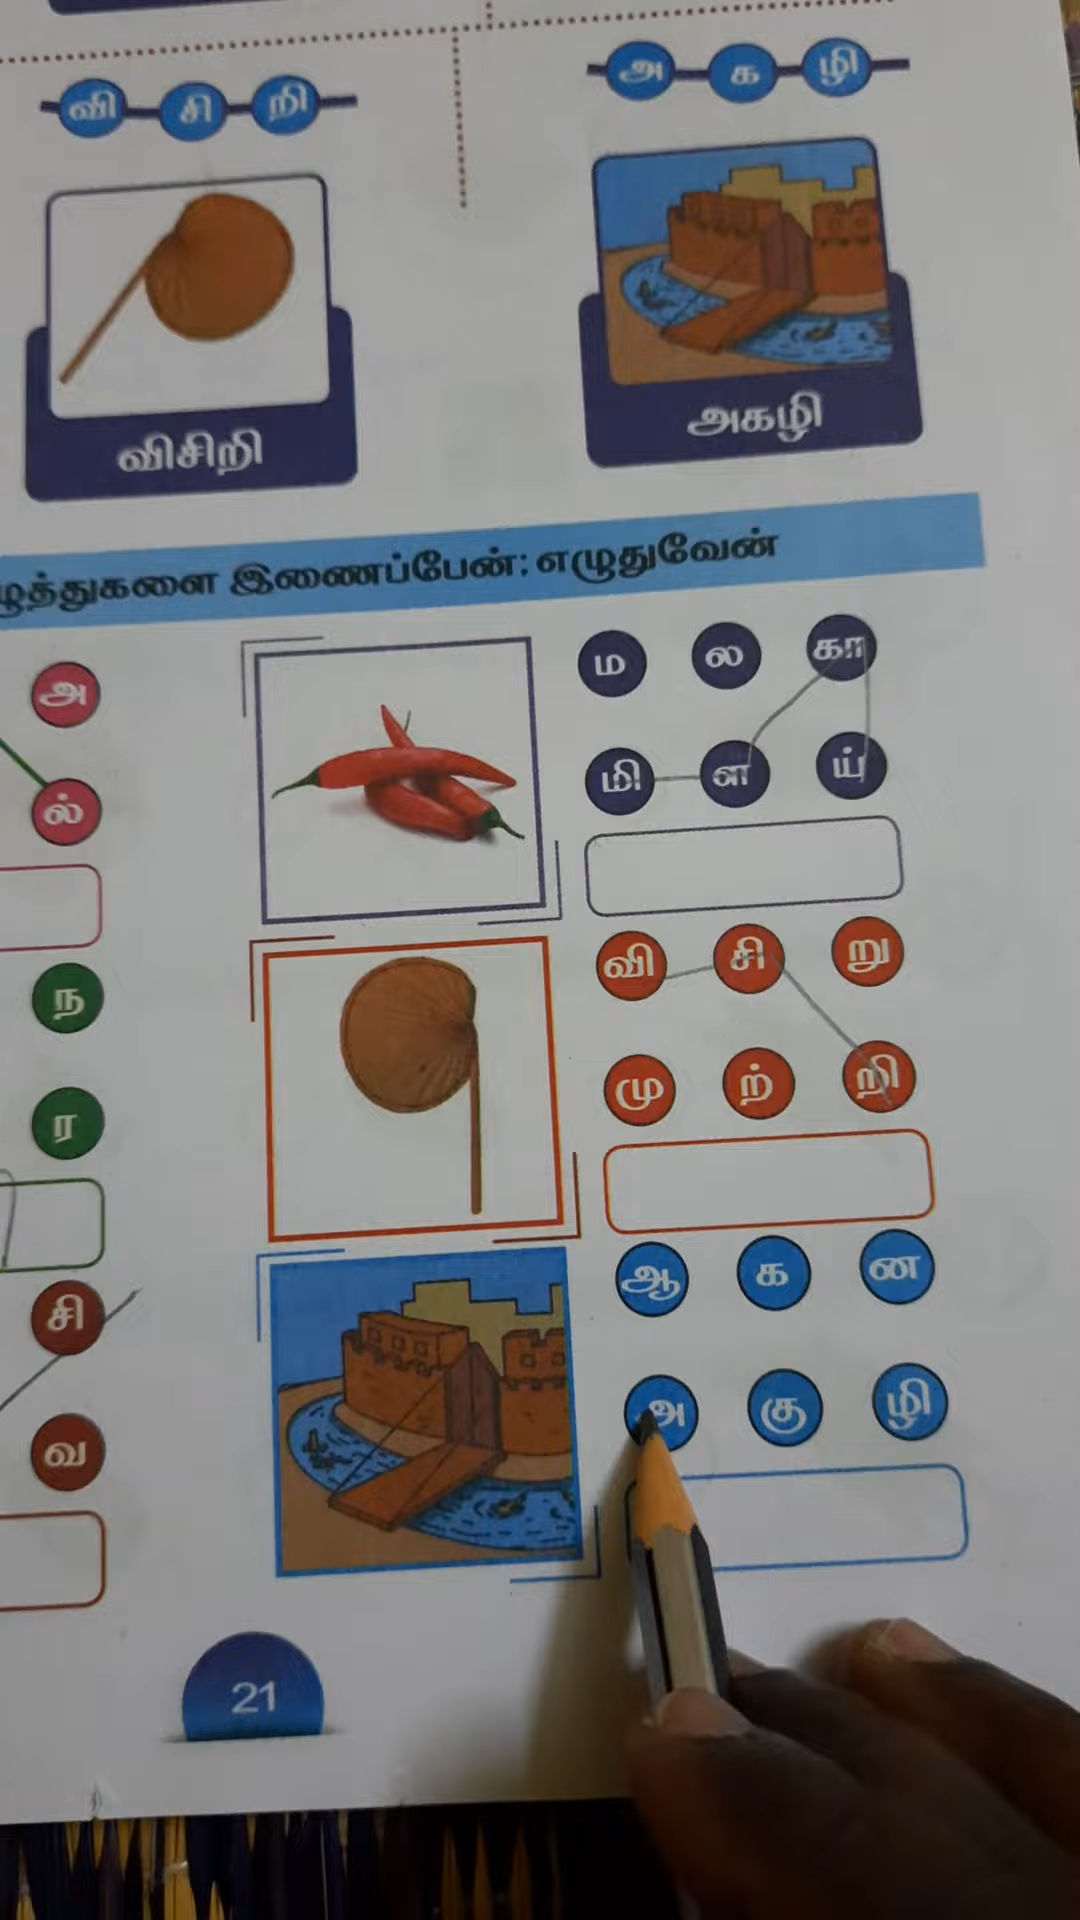 வி சி றி
அ க ழி
விசிறி
அகழி
ழுத்துகளை இணைப்பேன்: எழுதுவேன்
அ
ல்
ம ல கா
மி ள ய்
ந
ர
வி சி று
மு ற் றி
சி
வ
ஆ க ண
அ கு ழி
21